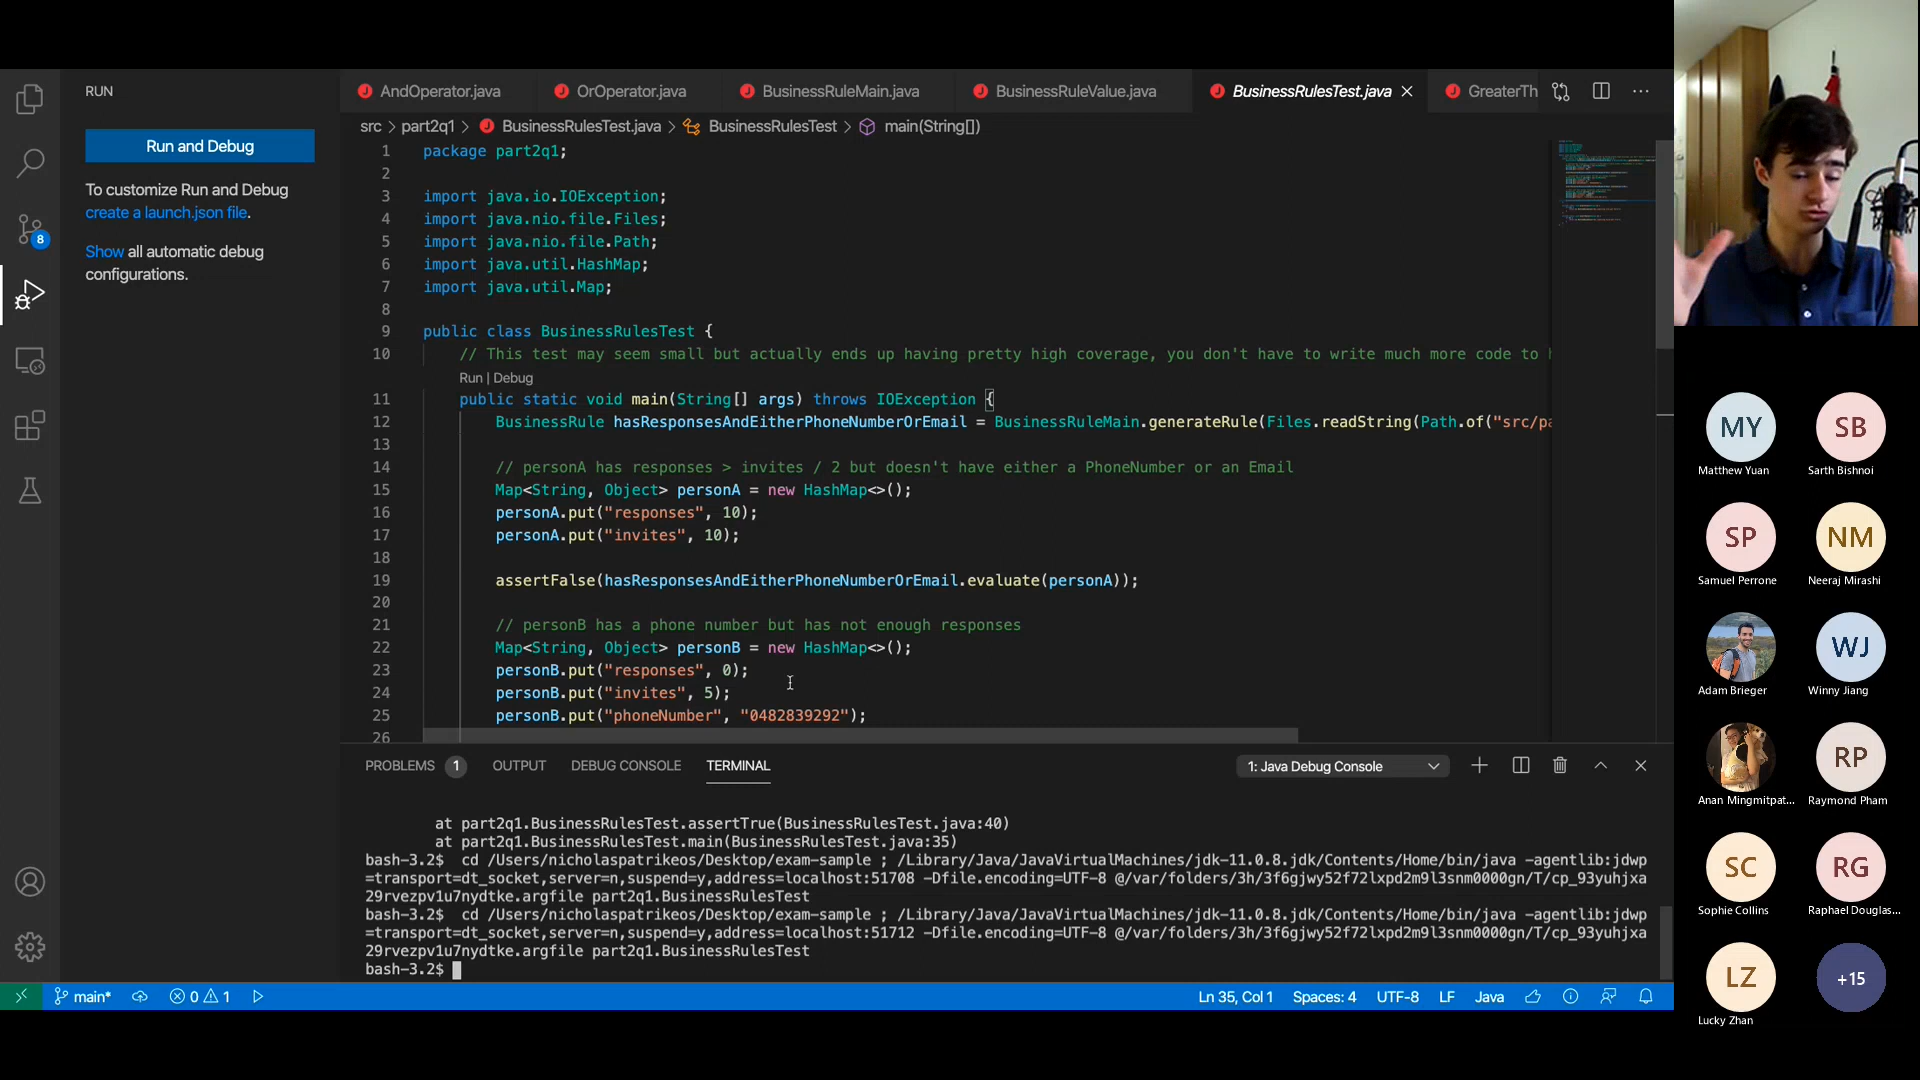 RUN
Run and Debug
To customize Run and Debug
create a launch.json file.
Show all automatic debug
configurations.
8
AndOperator.java
OrOperator.java
BusinessRuleMain.java
BusinessRuleValue.java
BusinessRulesTest.java
GreaterTh
src > part2q1 > BusinessRulesTest.java > BusinessRulesTest > main(String[])
1 package part2q1;
2
3 import java.io.IOException;
4 import java.nio.file.Files;
5 import java.nio.file.Path;
6 import java.util.HashMap;
7 import java.util.Map;
8
9 public class BusinessRulesTest {
10 // This test may seem small but actually ends up having pretty high coverage, you don't have to write much more code to
Run | Debug
11 public static void main(String[] args) throws IOException {
12 BusinessRule hasResponsesAndEitherPhoneNumberOrEmail = BusinessRuleMain.generateRule(Files.readString(Path.of("src/pa
13
14 // personA has responses > invites / 2 but doesn't have either a PhoneNumber or an Email
15 Map<String, Object> personA = new HashMap<>();
16 personA.put("responses", 10);
17 personA.put("invites", 10);
18
19 assertFalse(hasResponsesAndEitherPhoneNumberOrEmail.evaluate(personA));
20
21 // personB has a phone number but has not enough responses
22 Map<String, Object> personB = new HashMap<>();
23 personB.put("responses", 0);
24 personB.put("invites", 5);
25 personB.put("phoneNumber", "0482839292");
26
PROBLEMS 1 OUTPUT DEBUG CONSOLE TERMINAL
1: Java Debug Console
at part2q1.BusinessRulesTest.assertTrue(BusinessRulesTest.java:40)
at part2q1.BusinessRulesTest.main(BusinessRulesTest.java:35)
bash-3.2$ cd /Users/nicholaspatrikeos/Desktop/exam-sample ; /Library/Java/JavaVirtualMachines/jdk-11.0.8.jdk/Contents/Home/bin/java -agentlib:jdwp
=transport=dt_socket,server=n,suspend=y,address=localhost:51708 -Dfile.encoding=UTF-8 @/var/folders/3h/3f6gjwy52f72lxpd2m9l3snm0000gn/T/cp_93yuhjxa
29rvezpv1u7nydtke.argfile part2q1.BusinessRulesTest
bash-3.2$ cd /Users/nicholaspatrikeos/Desktop/exam-sample ; /Library/Java/JavaVirtualMachines/jdk-11.0.8.jdk/Contents/Home/bin/java -agentlib:jdwp
=transport=dt_socket,server=n,suspend=y,address=localhost:51712 -Dfile.encoding=UTF-8 @/var/folders/3h/3f6gjwy52f72lxpd2m9l3snm0000gn/T/cp_93yuhjxa
29rvezpv1u7nydtke.argfile part2q1.BusinessRulesTest
bash-3.2$
main* 0 1
Ln 35, Col 1 Spaces: 4 UTF-8 LF Java
MY SB
Matthew Yuan Sarth Bishnoi
SP NM
Samuel Perrone Neeraj Mirashi
WJ
Adam Brieger Winny Jiang
RP
Anan Mingmitpat... Raymond Pham
SC RG
Sophie Collins Raphael Douglas...
LZ +15
Lucky Zhan